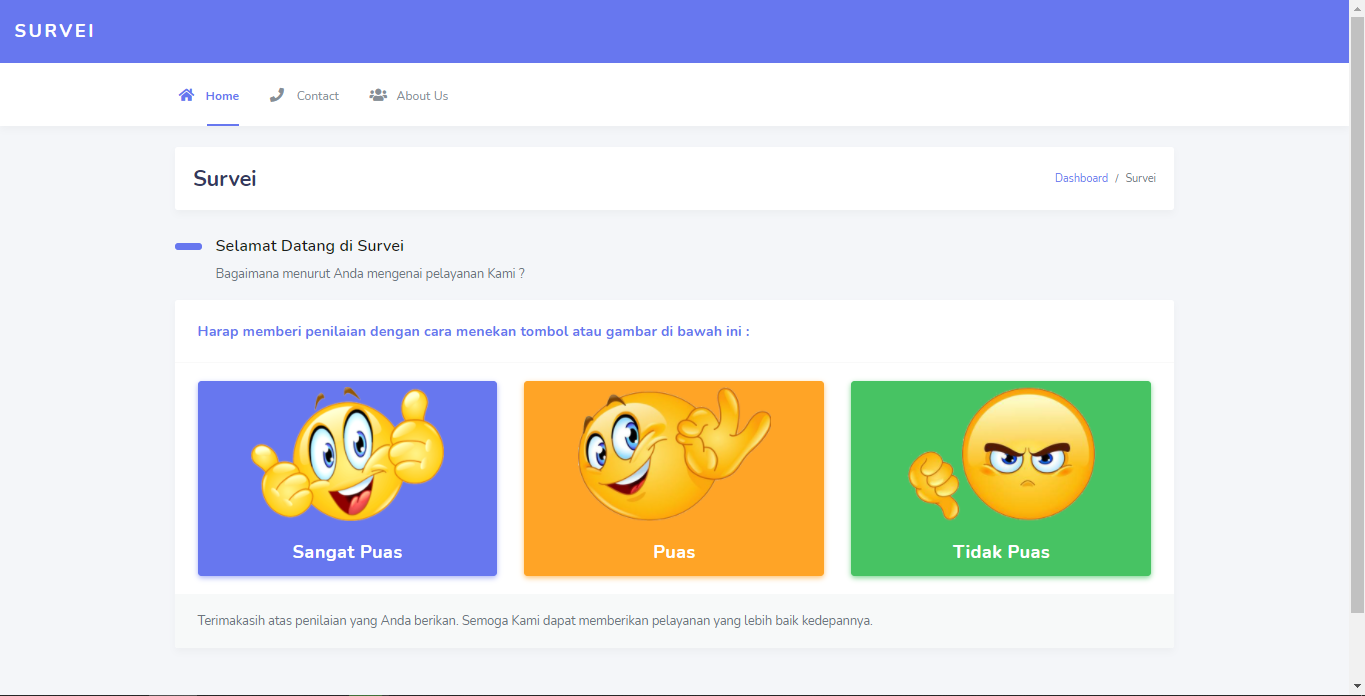 SURVEI
Home Contact About Us
Survei
Dashboard / Survei
Selamat Datang di Survei
Bagaimana menurut Anda mengenai pelayanan Kami ?
Harap memberi penilaian dengan cara menekan tombol atau gambar di bawah ini :
Sangat Puas
Puas
Tidak Puas
Terimakasih atas penilaian yang Anda berikan. Semoga Kami dapat memberikan pelayanan yang lebih baik kedepannya.